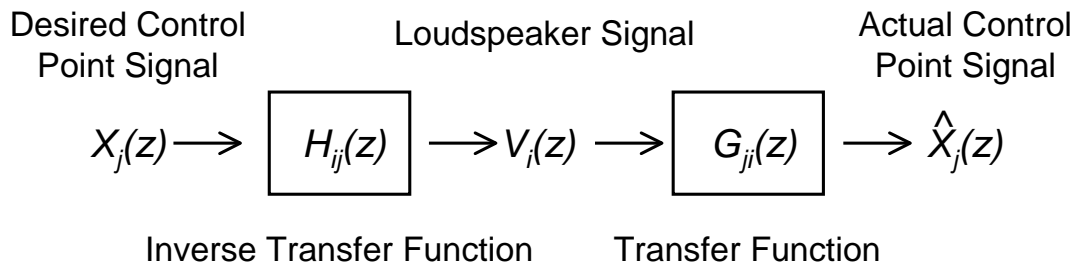 Desired Control
Point Signal
Loudspeaker Signal
Actual Control
Point Signal
X_j(z) → H_ij(z) → V_i(z) → G_ji(z) → X̂_j(z)
Inverse Transfer Function
Transfer Function